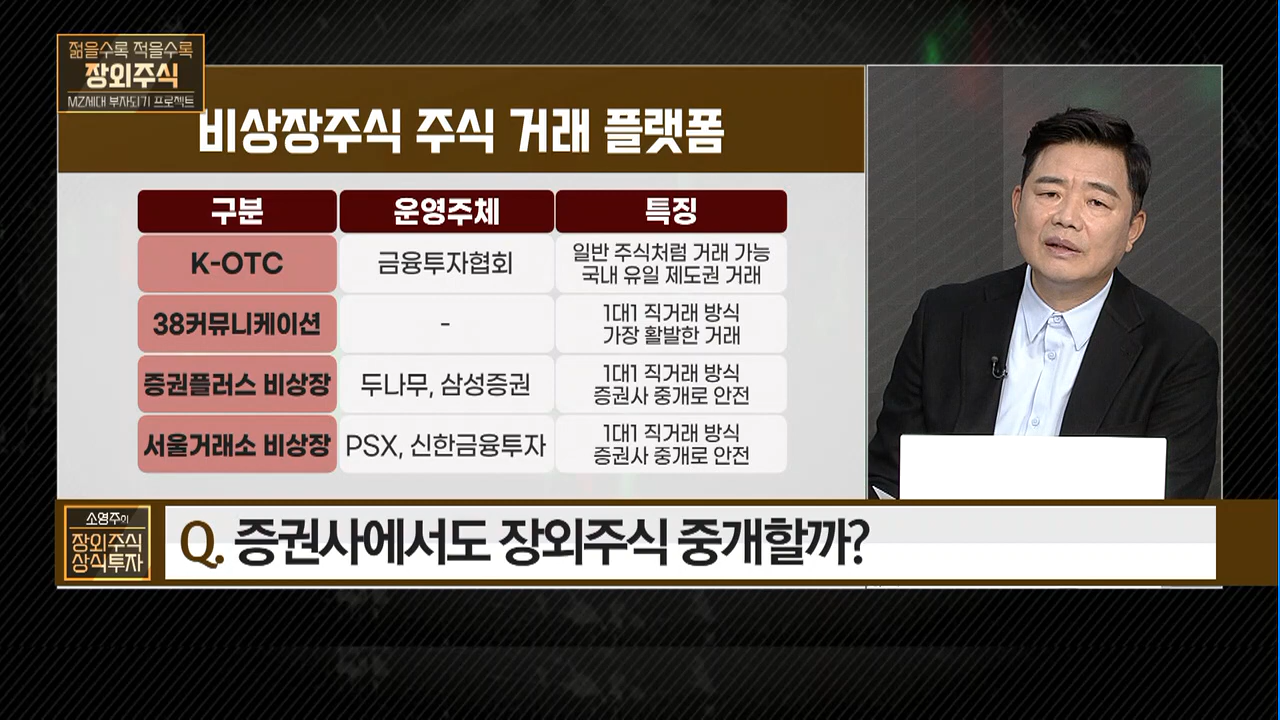 젊을수록 적을수록
장외주식
MZ세대 부자되기 프로젝트
비상장주식 주식 거래 플랫폼
구분 운영주체 특징
K-OTC 금융투자협회 일반 주식처럼 거래 가능
국내 유일 제도권 거래
38커뮤니케이션 - 1대1 직거래 방식
가장 활발한 거래
증권플러스 비상장 두나무, 삼성증권 1대1 직거래 방식
증권사 중개로 안전
서울거래소 비상장 PSX, 신한금융투자 1대1 직거래 방식
증권사 중개로 안전
소영주의
장외주식
상식투자
Q. 증권사에서도 장외주식 중개할까?